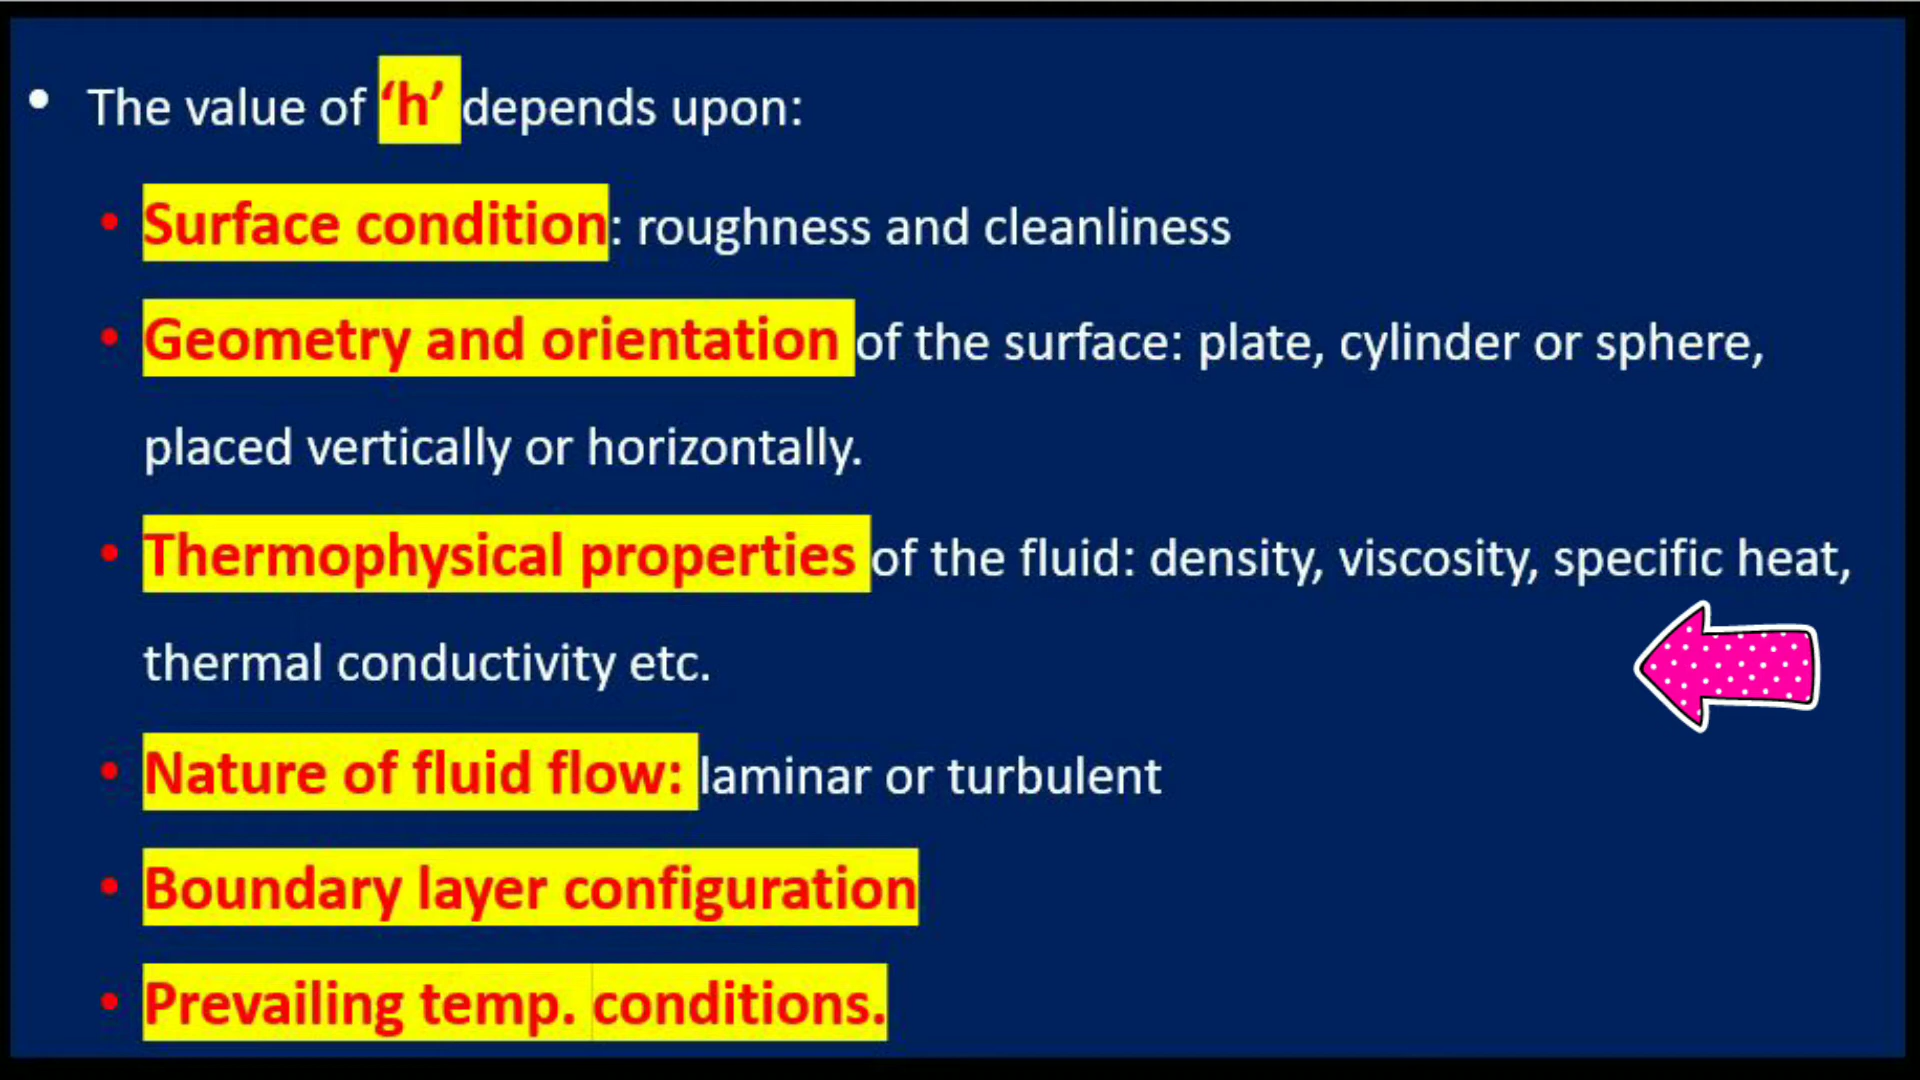 • The value of ‘h’ depends upon:
• Surface condition: roughness and cleanliness
• Geometry and orientation of the surface: plate, cylinder or sphere,
placed vertically or horizontally.
• Thermophysical properties of the fluid: density, viscosity, specific heat,
thermal conductivity etc.
• Nature of fluid flow: laminar or turbulent
• Boundary layer configuration
• Prevailing temp. conditions.